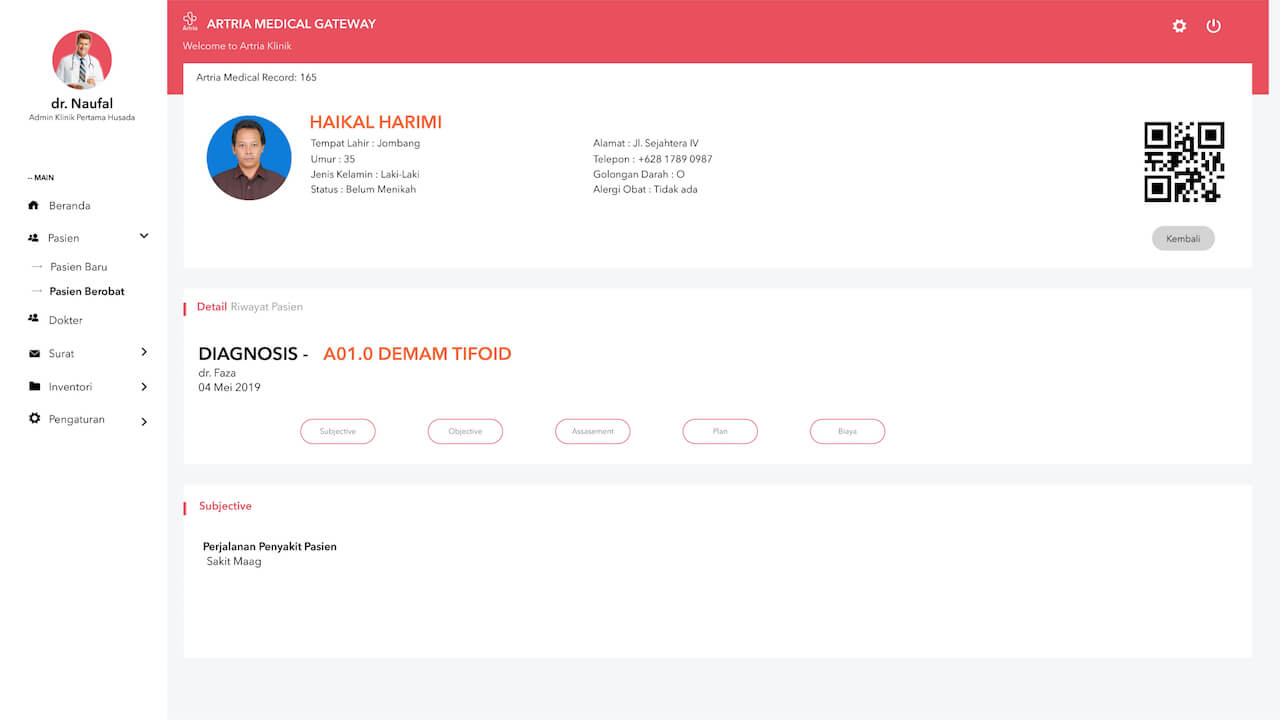 dr. Naufal
Admin Klinik Pertama Husada
-- MAIN
Beranda
Pasien
Pasien Baru
Pasien Berobat
Dokter
Surat
Inventori
Pengaturan
Artria
ARTRIA MEDICAL GATEWAY
Welcome to Artria Klinik
Artria Medical Record: 165
HAIKAL HARIMI
Tempat Lahir : Jombang
Umur : 35
Jenis Kelamin : Laki-Laki
Status : Belum Menikah
Alamat : Jl. Sejahtera IV
Telepon : +628 1789 0987
Golongan Darah : O
Alergi Obat : Tidak ada
Kembali
Detail Riwayat Pasien
DIAGNOSIS - A01.0 DEMAM TIFOID
dr. Faza
04 Mei 2019
Subjective
Objective
Assasement
Plan
Biaya
Subjective
Perjalanan Penyakit Pasien
Sakit Maag